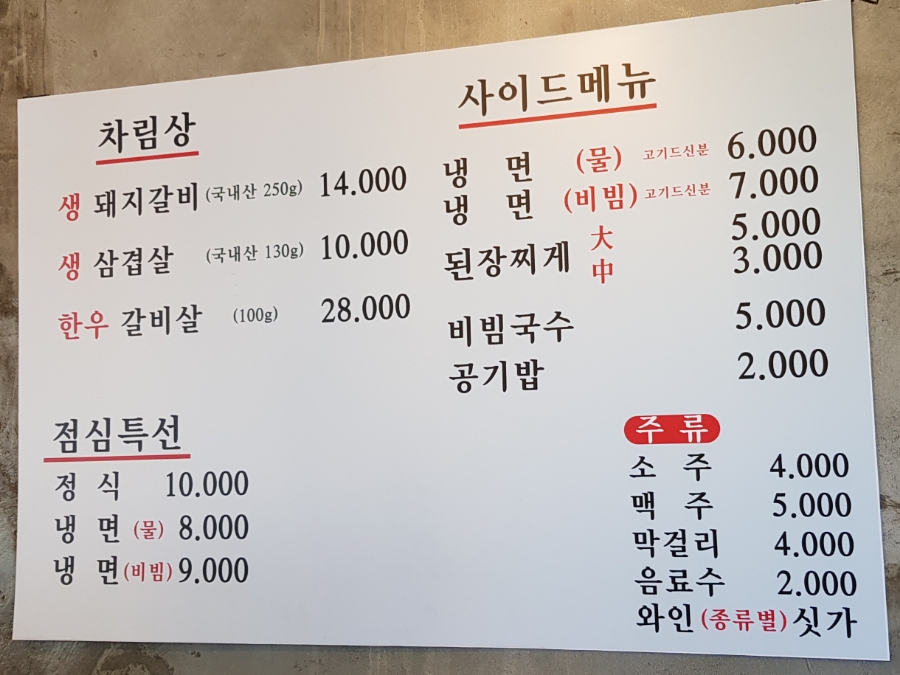 차림상
생 돼지갈비 (국내산 250g) 14.000
생 삼겹살 (국내산 130g) 10.000
한우 갈비살 (100g) 28.000
점심특선
정 식 10.000
냉 면 (물) 8.000
냉 면 (비빔) 9.000
사이드메뉴
냉 면 (물) 고기드신분 6.000
냉 면 (비빔) 고기드신분 7.000
된장찌게 大 5.000
中 3.000
비빔국수 5.000
공기밥 2.000
주 류
소 주 4.000
맥 주 5.000
막걸리 4.000
음료수 2.000
와인 (종류별) 싯가